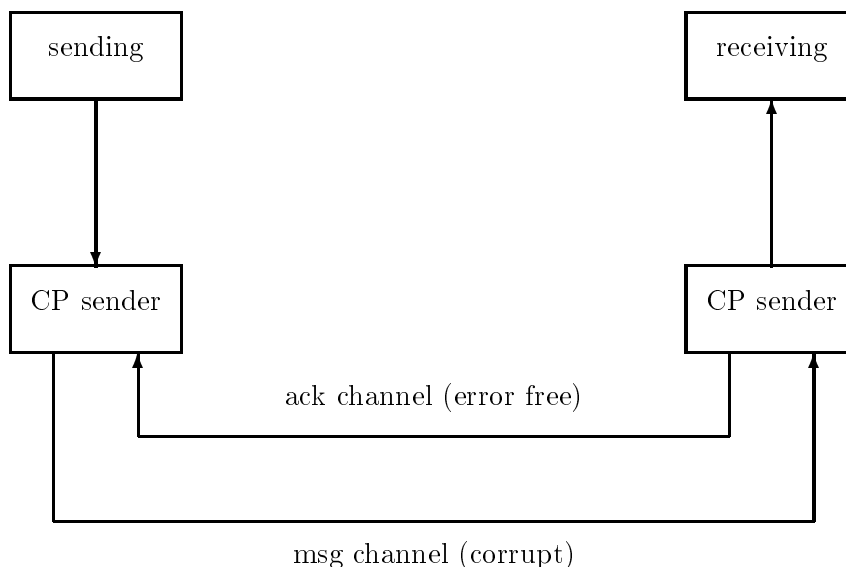 sending
receiving
CP sender
CP sender
ack channel (error free)
msg channel (corrupt)